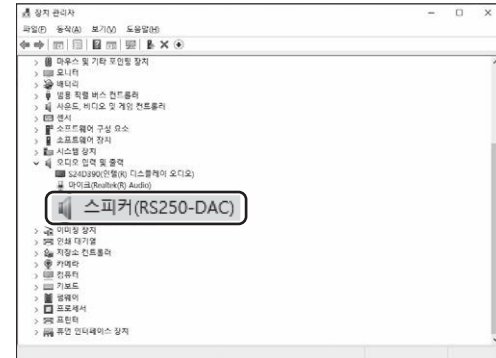 장치 관리자
파일(F) 동작(A) 보기(V) 도움말(H)
마우스 및 기타 포인팅 장치
모니터
배터리
범용 직렬 버스 컨트롤러
사운드, 비디오 및 게임 컨트롤러
센서
소프트웨어 구성 요소
소프트웨어 장치
시스템 장치
오디오 입력 및 출력
S24D390(인텔(R) 디스플레이 오디오)
마이크(Realtek(R) Audio)
스피커(RS250-DAC)
이미징 장치
인쇄 대기열
저장소 컨트롤러
카메라
컴퓨터
키보드
펌웨어
프로세서
프린터
휴먼 인터페이스 장치